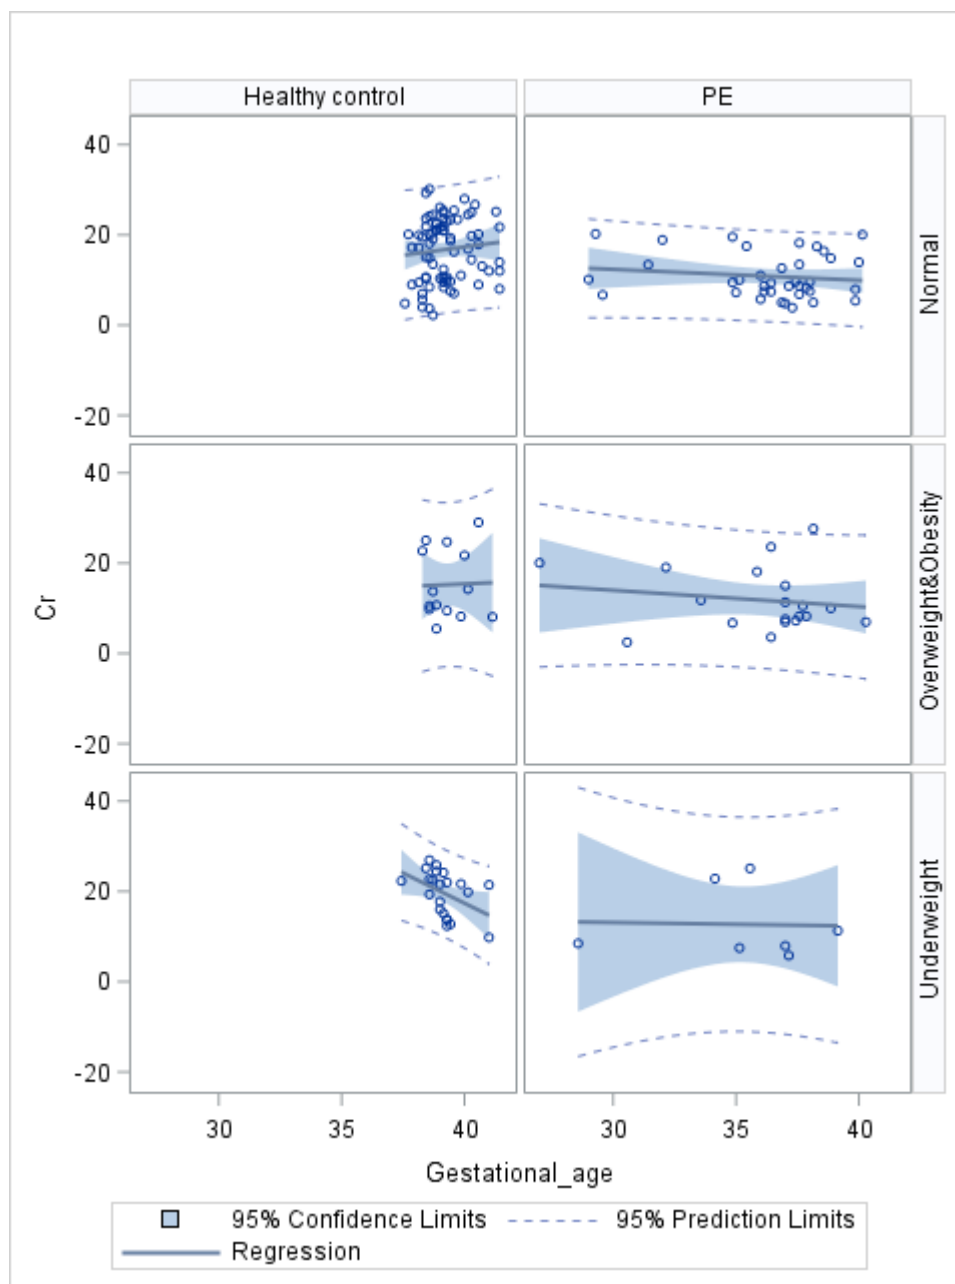 Healthy control PE
40
20
0
-20
Normal
40
20
0
-20
Overweight&Obesity
Cr
40
20
0
-20
Underweight
30 35 40 30 35 40
Gestational_age
95% Confidence Limits 95% Prediction Limits
Regression